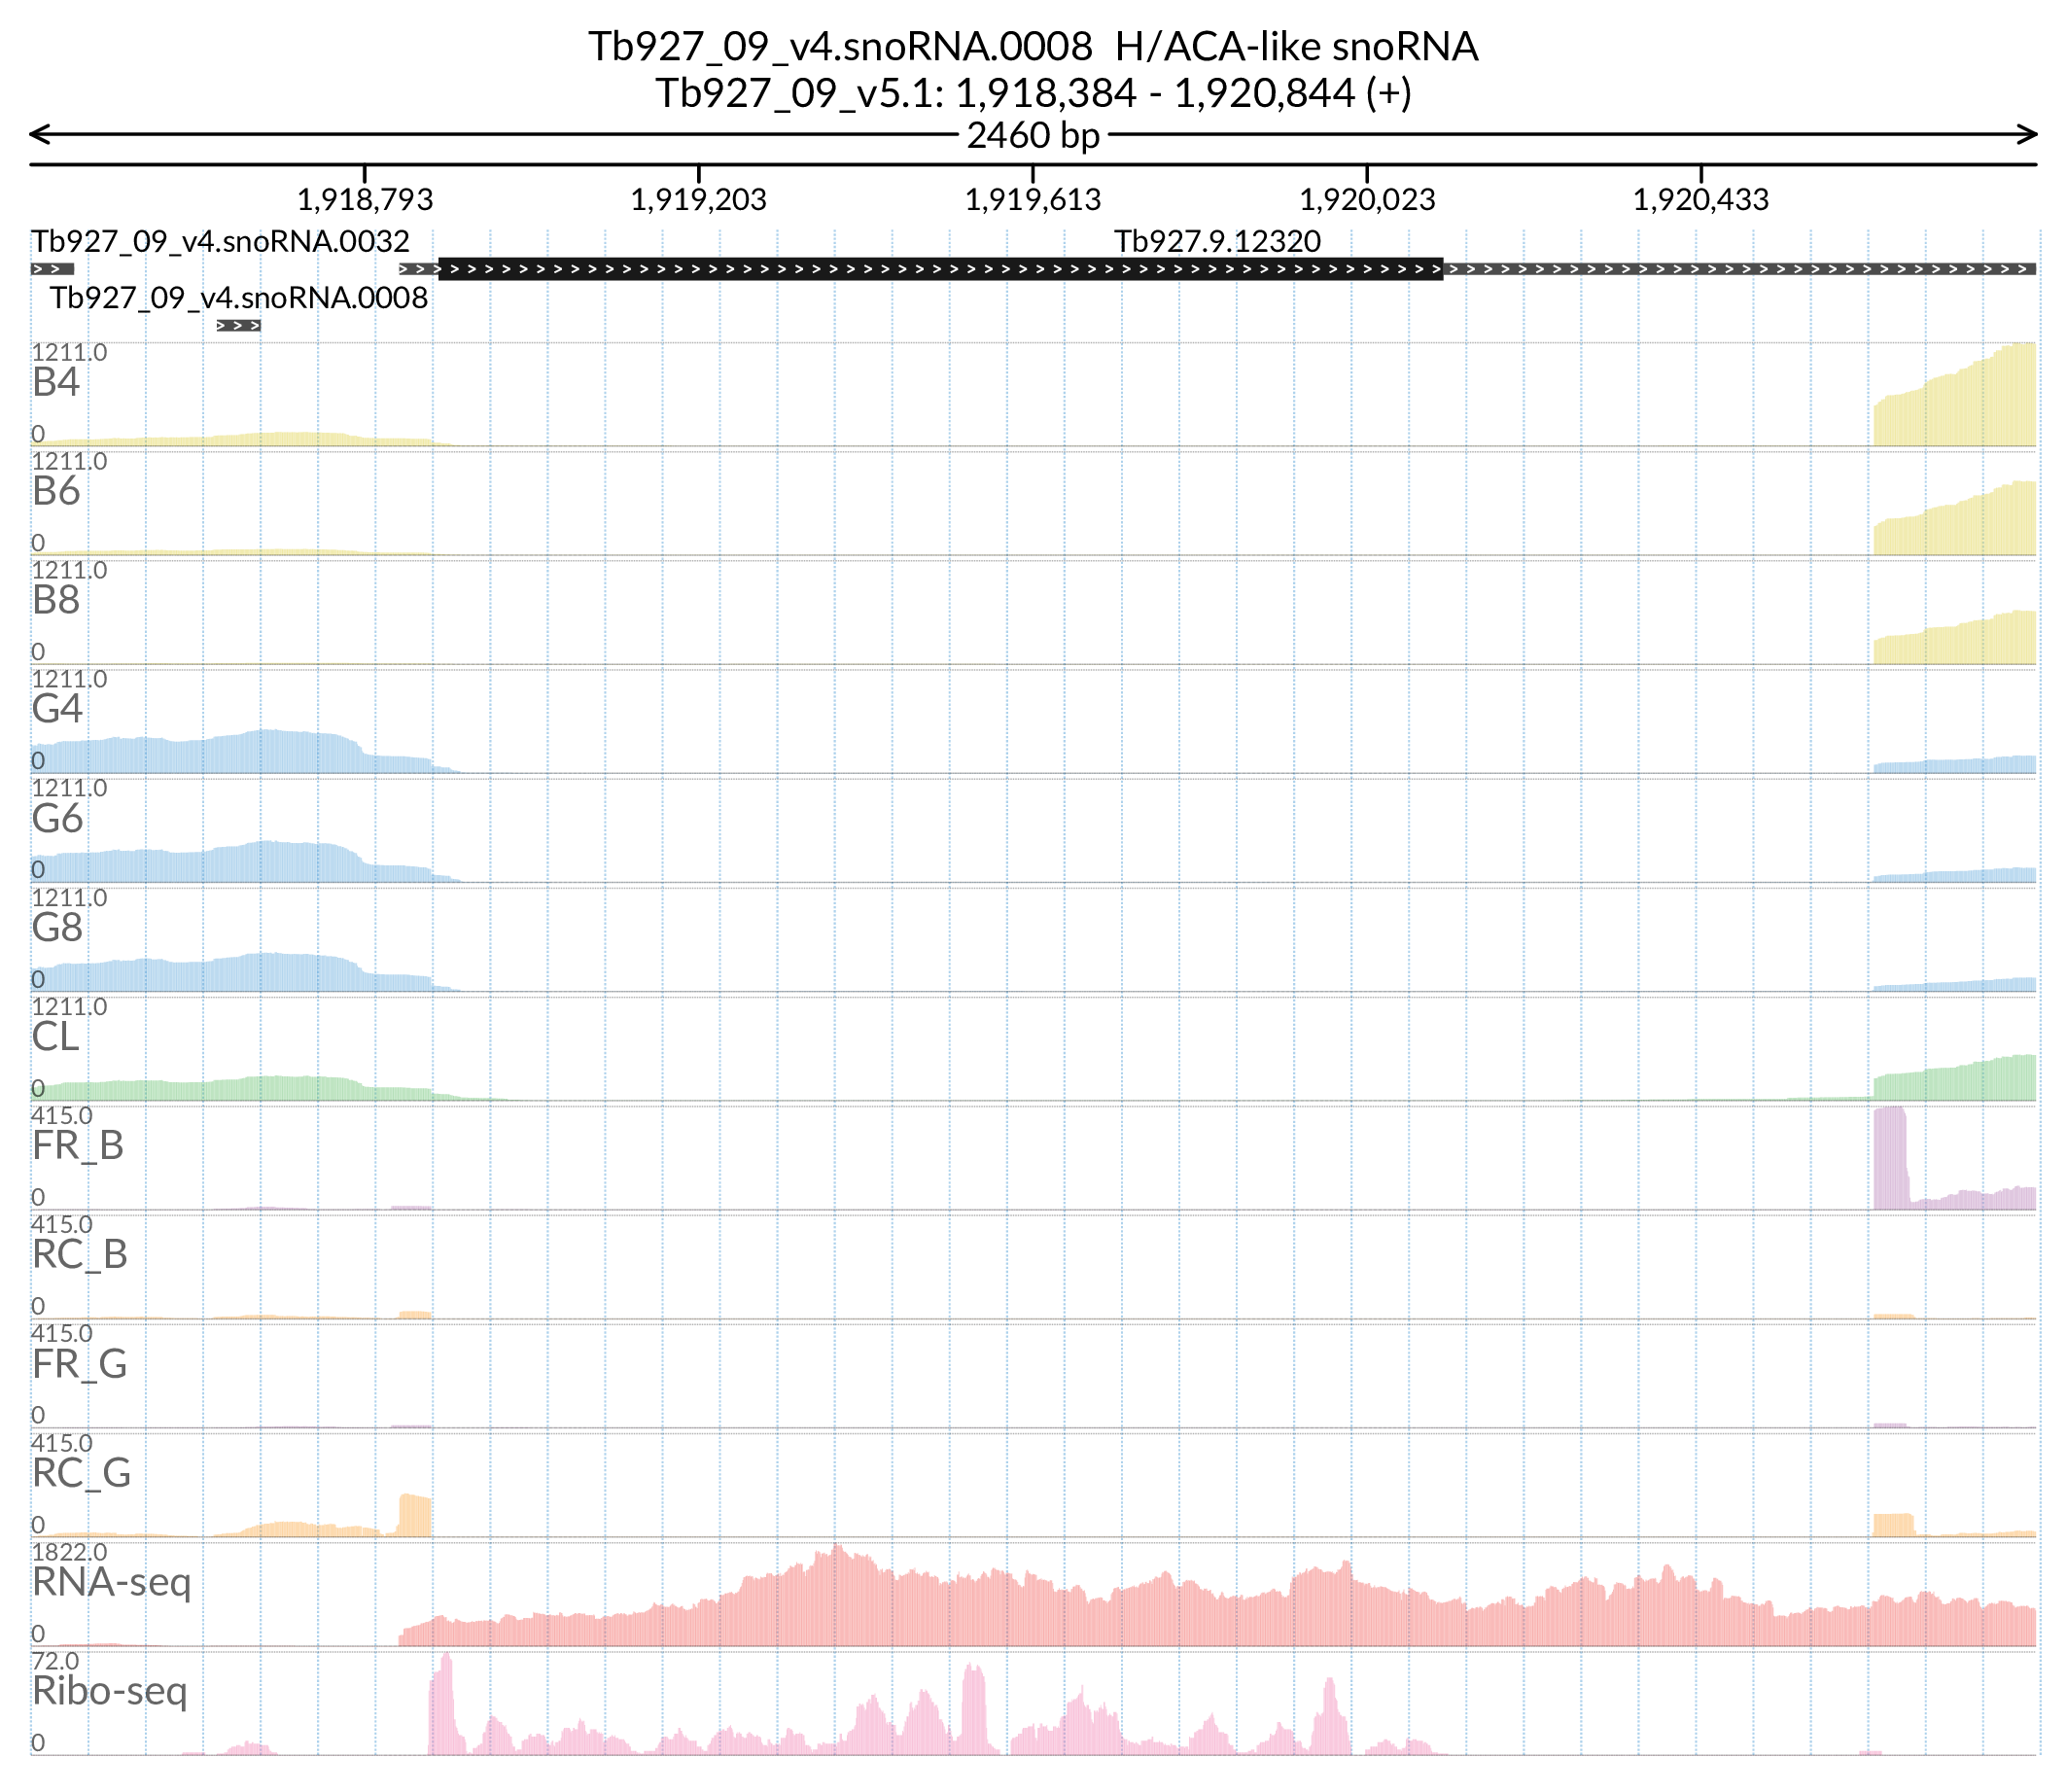 Tb927_09_v4.snoRNA.0008 H/ACA-like snoRNA
Tb927_09_v5.1: 1,918,384 - 1,920,844 (+)
2460 bp
1,918,793 1,919,203 1,919,613 1,920,023 1,920,433
Tb927_09_v4.snoRNA.0032 Tb927.9.12320
Tb927_09_v4.snoRNA.0008
1211.0
B4
0
1211.0
B6
0
1211.0
B8
0
1211.0
G4
0
1211.0
G6
0
1211.0
G8
0
1211.0
CL
0
415.0
FR_B
0
415.0
RC_B
0
415.0
FR_G
0
415.0
RC_G
0
1822.0
RNA-seq
0
72.0
Ribo-seq
0